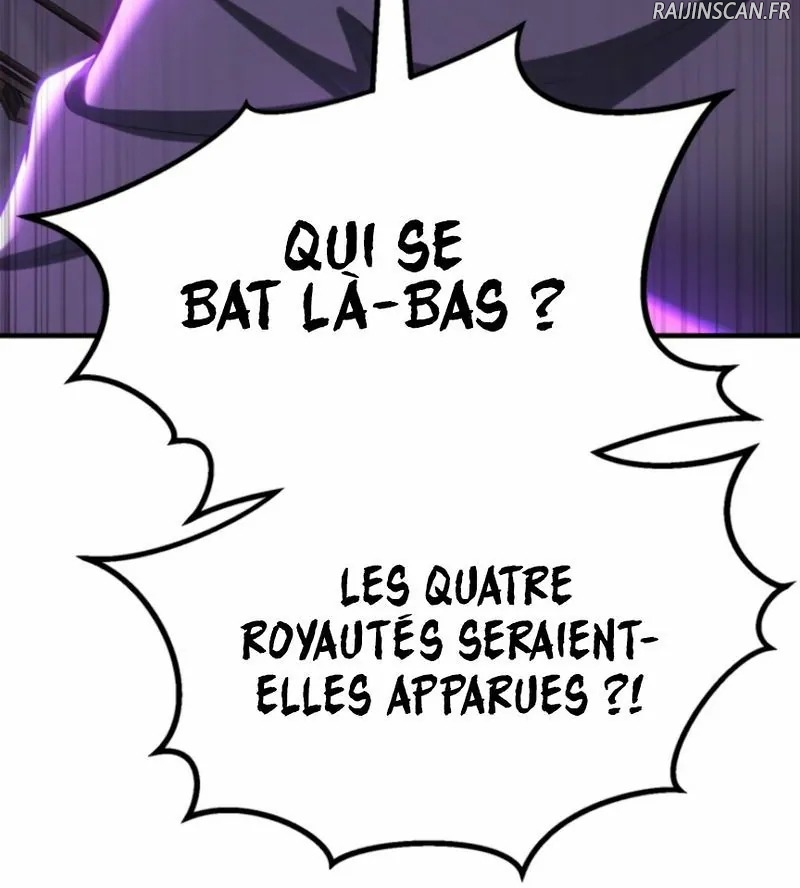 RAIJINSCAN.FR
QUI SE
BAT LÀ-BAS ?
LES QUATRE
ROYAUTÉS SERAIENT-
ELLES APPARUES ?!